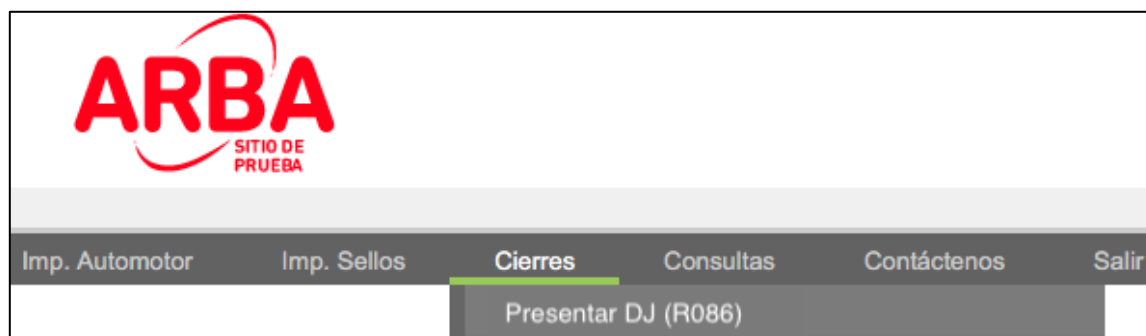 ARBA
SITIO DE
PRUEBA
Imp. Automotor Imp. Sellos Cierres Consultas Contáctenos Salir
Presentar DJ (R086)